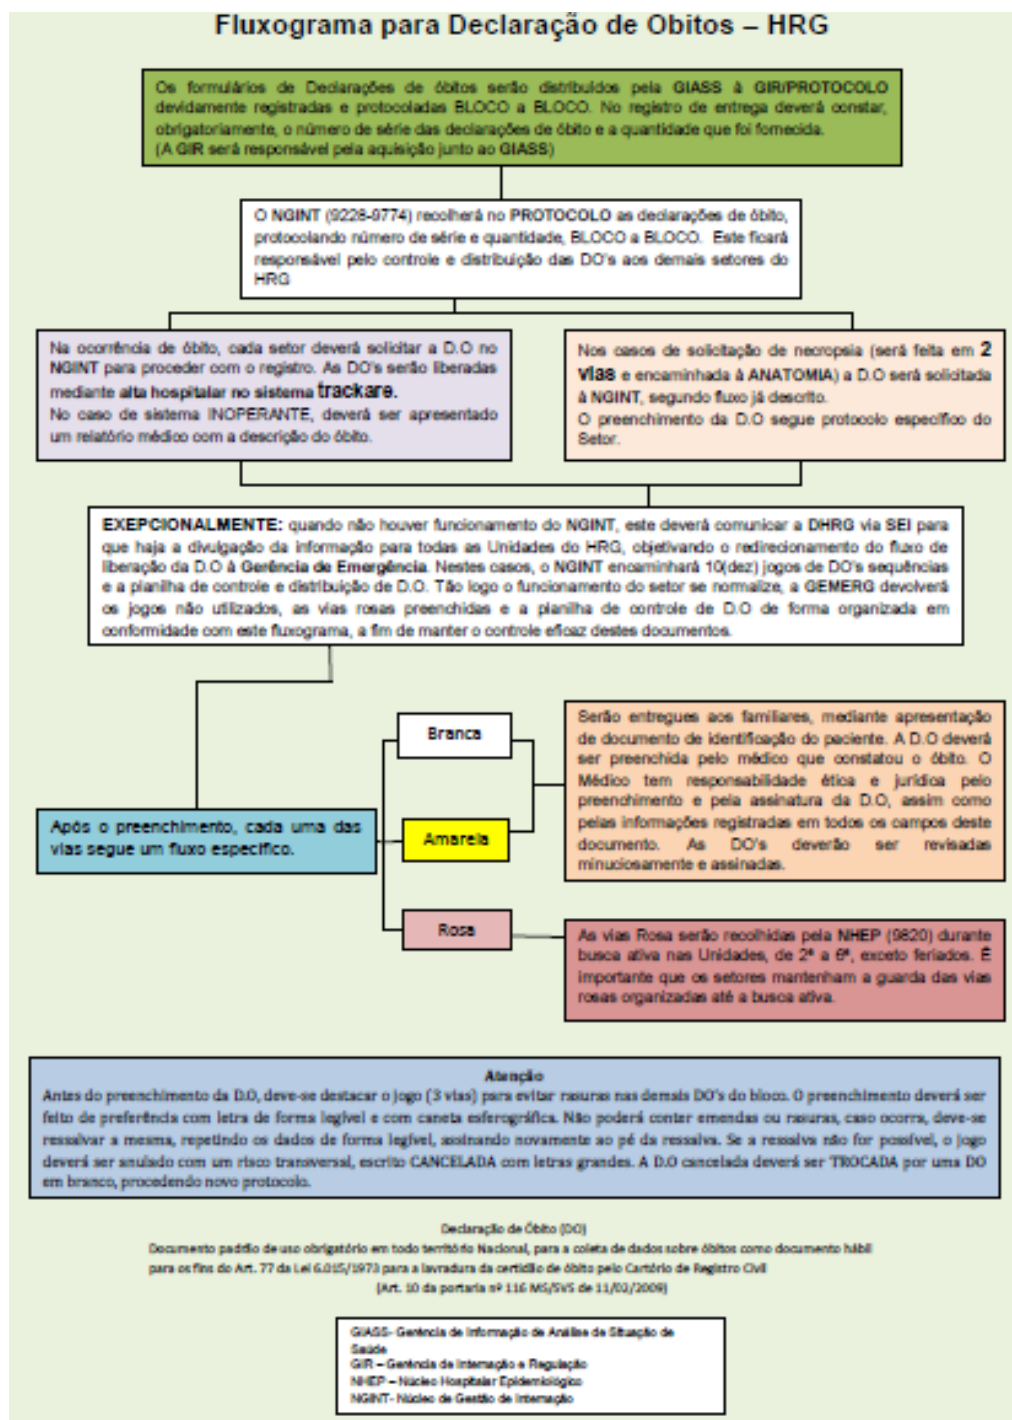 Fluxograma para Declaração de Obitos – HRG
Os formulários de Declarações de óbitos serão distribuídos pela GIASS à GIR/PROTOCOLO
devidamente registradas e protocoladas BLOCO a BLOCO. No registro de entrega deverá constar,
obrigatoriamente, o número de série das declarações de óbito e a quantidade que foi fornecida.
(A GIR será responsável pela aquisição junto ao GIASS)
O NGINT (9228-9774) recolherá no PROTOCOLO as declarações de óbito,
protocolando número de série e quantidade, BLOCO a BLOCO. Este ficará
responsável pelo controle e distribuição das DO's aos demais setores do
HRG
Na ocorrência de óbito, cada setor deverá solicitar a D.O no
NGINT para proceder com o registro. As DO's serão liberadas
mediante alta hospitalar no sistema trackare.
No caso de sistema INOPERANTE, deverá ser apresentado
um relatório médico com a descrição do óbito.
Nos casos de solicitação de necropsia (será feita em 2
vias e encaminhada à ANATOMIA) a D.O será solicitada
à NGINT, segundo fluxo já descrito.
O preenchimento da D.O segue protocolo específico do
Setor.
EXEPCIONALMENTE: quando não houver funcionamento do NGINT, este deverá comunicar a DHRG via SEI para
que haja a divulgação da informação para todas as Unidades do HRG, objetivando o redirecionamento do fluxo de
liberação da D.O à Gerência de Emergência. Nestes casos, o NGINT encaminhará 10(dez) jogos de DO's sequências
e a planilha de controle e distribuição de D.O. Tão logo o funcionamento do setor se normalize, a GEMERG devolverá
os jogos não utilizados, as vias rosas preenchidas e a planilha de controle de D.O de forma organizada em
conformidade com este fluxograma, a fim de manter o controle eficaz destes documentos.
Após o preenchimento, cada uma das
vias segue um fluxo específico.
Branca
Amarela
Rosa
Serão entregues aos familiares, mediante apresentação
de documento de identificação do paciente. A D.O deverá
ser preenchida pelo médico que constatou o óbito. O
Médico tem responsabilidade ética e jurídica pelo
preenchimento e pela assinatura da D.O, assim como
pelas informações registradas em todos os campos deste
documento. As DO's deverão ser revisadas
minuciosamente e assinadas.
As vias Rosa serão recolhidas pela NHEP (9820) durante
busca ativa nas Unidades, de 2ª a 6ª, exceto feriados. É
importante que os setores mantenham a guarda das vias
rosas organizadas até a busca ativa.
Atenção
Antes do preenchimento da D.O, deve-se destacar o jogo (3 vias) para evitar rasuras nas demais DO's do bloco. O preenchimento deverá ser
feito de preferência com letra de forma legível e com caneta esferográfica. Não poderá conter emendas ou rasuras, caso ocorra, deve-se
ressalvar a mesma, repetindo os dados de forma legível, assinando novamente ao pé da ressalva. Se a ressalva não for possível, o jogo
deverá ser anulado com um risco transversal, escrito CANCELADA com letras grandes. A D.O cancelada deverá ser TROCADA por uma DO
em branco, procedendo novo protocolo.
Declaração de Óbito (DO)
Documento padrão de uso obrigatório em todo território Nacional, para a coleta de dados sobre óbitos como documento hábil
para os fins do Art. 77 da Lei 6.015/1973 para a lavradura da certidão de óbito pelo Cartório de Registro Civil
(Art. 10 da portaria nº 116 MS/SVS de 11/02/2009)
GIASS- Gerência de Informação de Análise de Situação de
Saúde
GIR – Gerência de Internação e Regulação
NHEP – Núcleo Hospitalar Epidemiológico
NGINT- Núcleo de Gestão de Internação